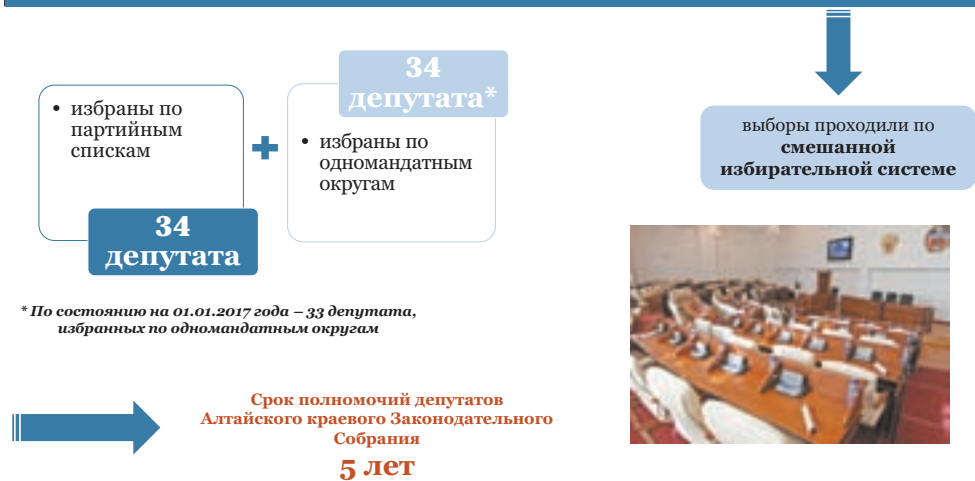 • избраны по
партийным
спискам
34
депутата
34
депутата*
• избраны по
одномандатным
округам
выборы проходили по
смешанной
избирательной системе
* По состоянию на 01.01.2017 года – 33 депутата,
избранных по одномандатным округам
Срок полномочий депутатов
Алтайского краевого Законодательного
Собрания
5 лет